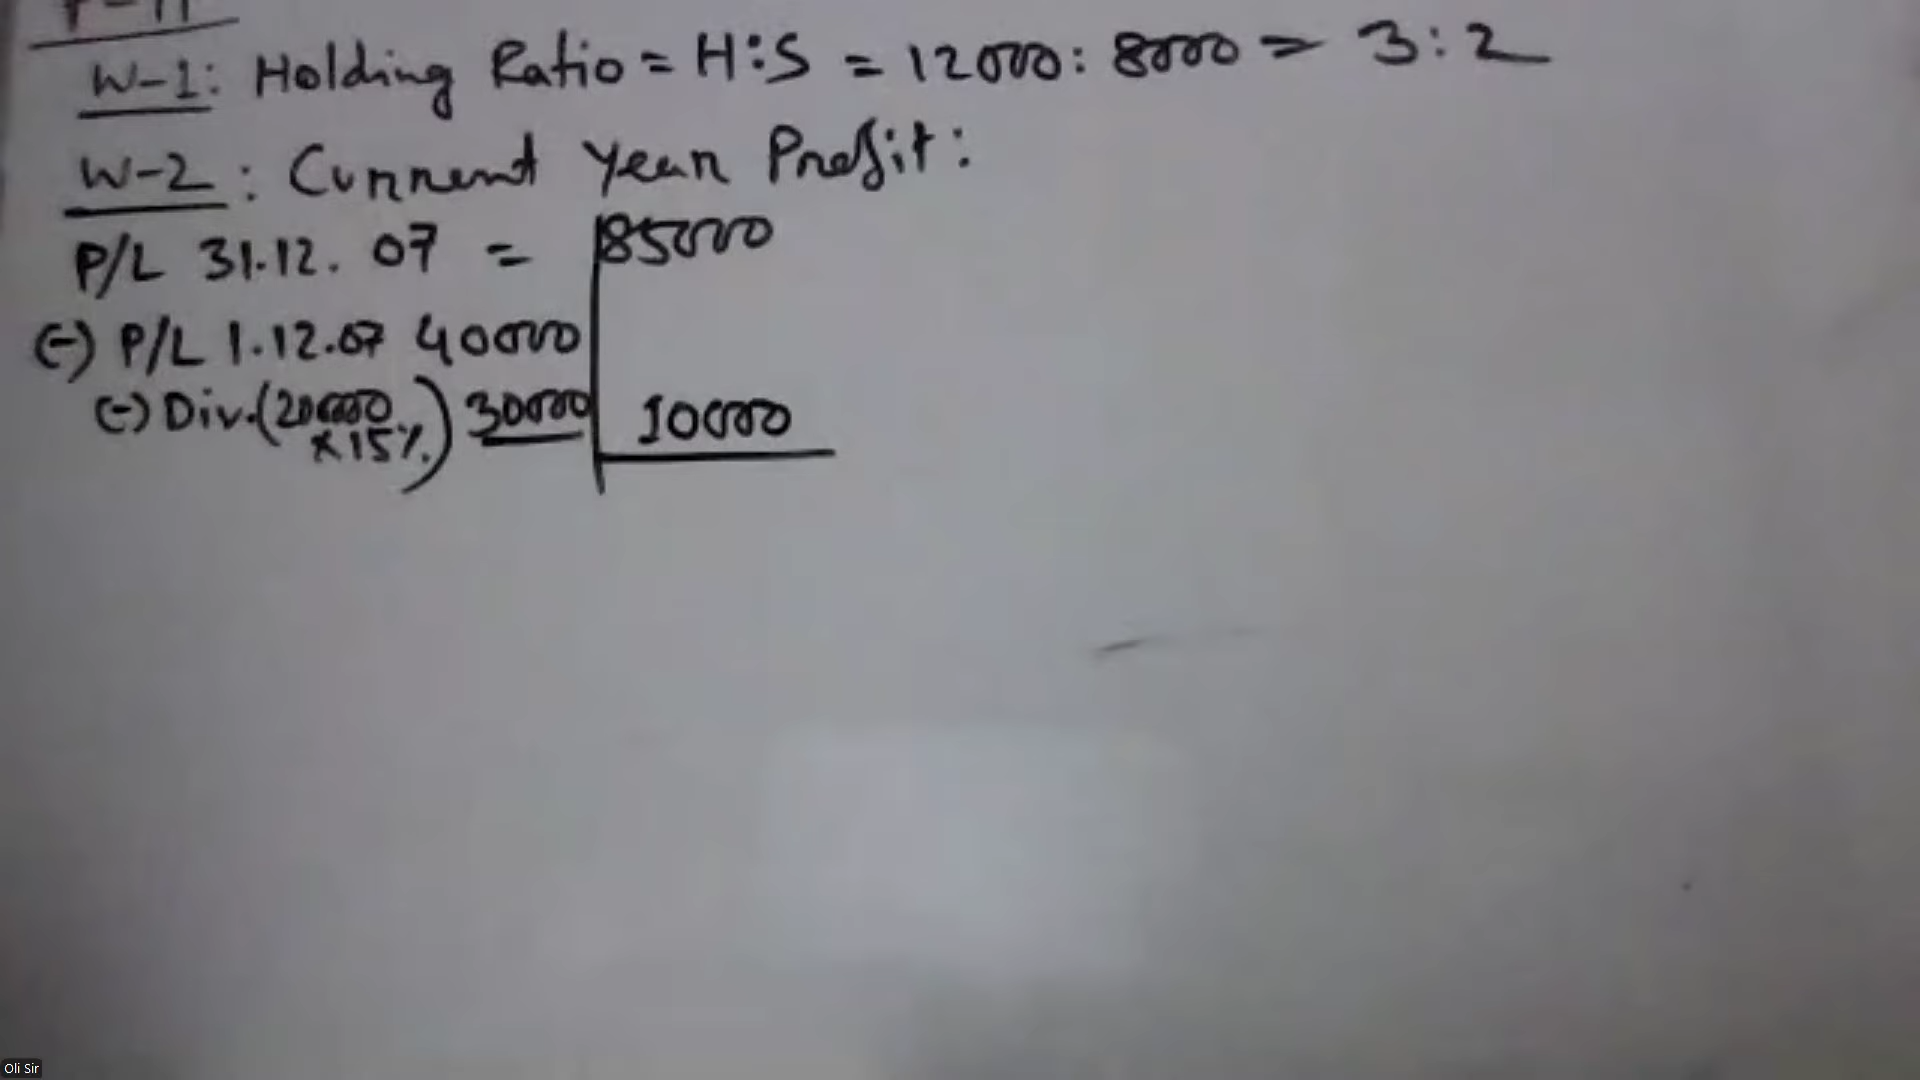 W-1: Holding Ratio = H:S = 12000 : 8000 = 3:2
W-2: Current Year Profit:
P/L 31.12.07 = 85000
(-) P/L 1.12.07 40000
(-) Div. (200000 30000 10000
×15%)
Oli Sir